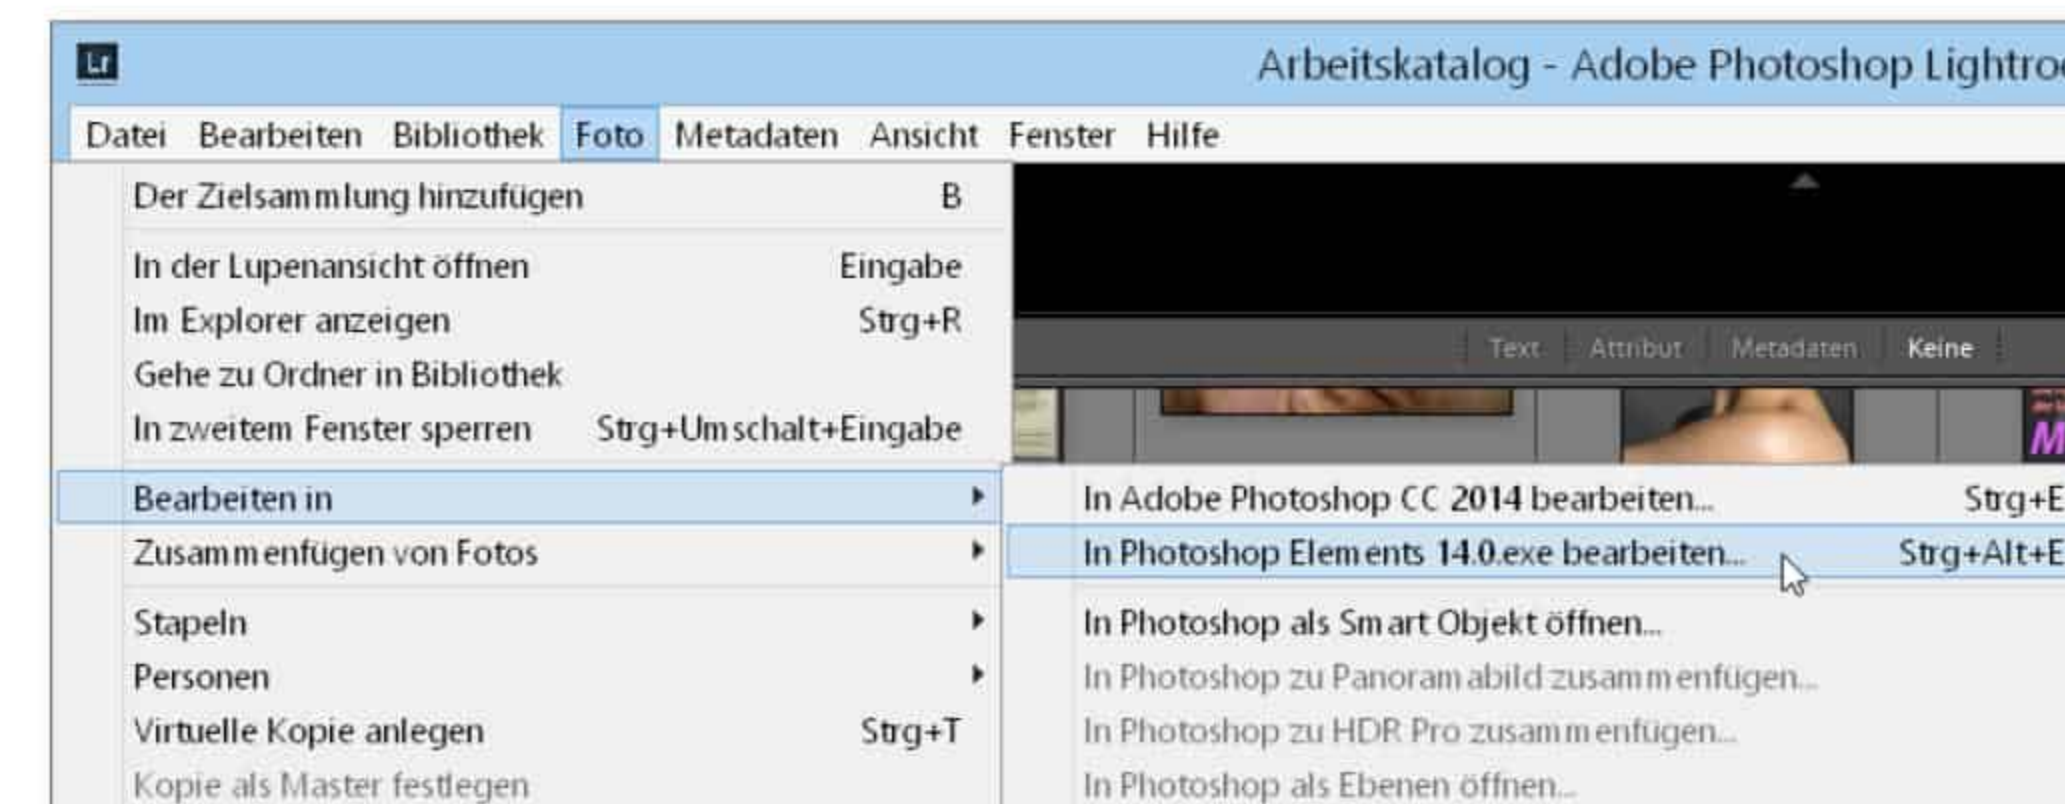 Lr
Arbeitskatalog - Adobe Photoshop
Datei Bearbeiten Bibliothek Foto Metadaten Ansicht Fenster Hilfe
Der Zielsammlung hinzufügen B
In der Lupenansicht öffnen Eingabe
Im Explorer anzeigen Strg+R
Gehe zu Ordner in Bibliothek
In zweitem Fenster sperren Strg+Umschalt+Eingabe
Text Attribut Metadaten Keine
Bearbeiten in
In Adobe Photoshop CC 2014 bearbeiten... Strg+E
In Photoshop Elements 14.0.exe bearbeiten... Strg+Alt+E
Zusammenfügen von Fotos
Stapeln
In Photoshop als Smart Objekt öffnen...
Personen
In Photoshop zu Panoramabild zusammenfügen...
Virtuelle Kopie anlegen Strg+T
In Photoshop zu HDR Pro zusammenfügen...
Kopie als Master festlegen
In Photoshop als Ebenen öffnen...